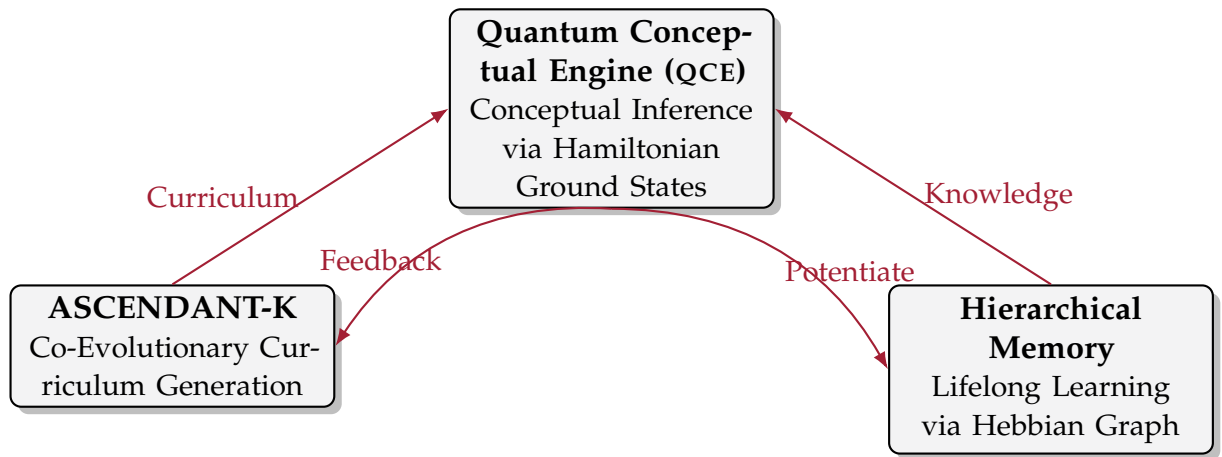 Quantum Concep-
tual Engine (QCE)
Conceptual Inference
via Hamiltonian
Ground States
Curriculum
Knowledge
Feedback
Potentiate
ASCENDANT-K
Co-Evolutionary Cur-
riculum Generation
Hierarchical
Memory
Lifelong Learning
via Hebbian Graph